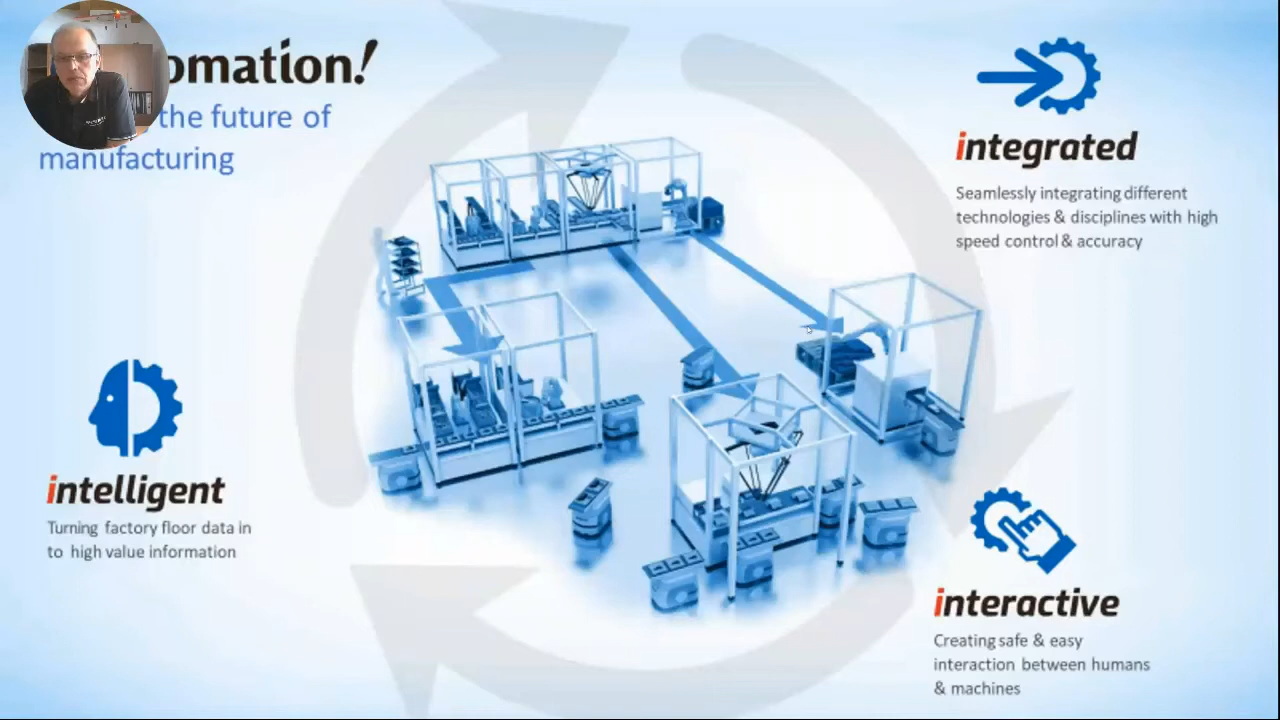 omation!
the future of
manufacturing
integrated
Seamlessly integrating different
technologies & disciplines with high
speed control & accuracy
intelligent
Turning factory floor data in
to high value information
interactive
Creating safe & easy
interaction between humans
& machines